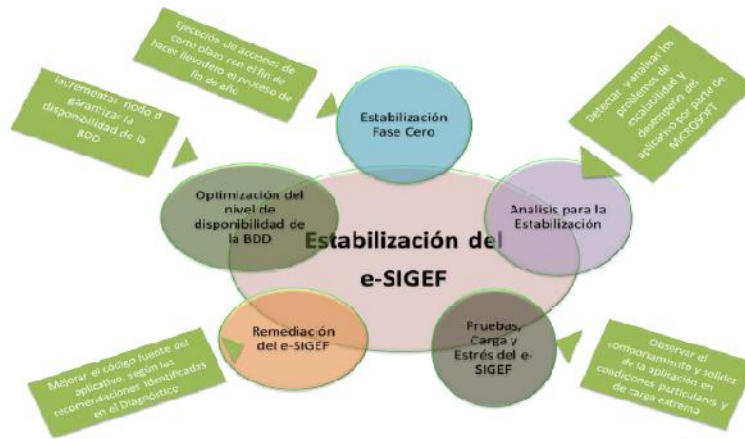 Ejecución de acciones de
corto plazo con el fin de
hacer llevadero el proceso de
fin de año
Estabilización
Fase Cero
Incrementar nodo
garantizar la
disponibilidad de la
BDD
Detectar y analizar los
problemas de
escalabilidad y
desempeño del
aplicativo por parte de
MICROSOFT
Optimización del
nivel de
disponibilidad de
la BDD
Análisis para la
Estabilización
Estabilización del
e-SIGEF
Remediación
del e-SIGEF
Pruebas,
Carga y
Estrés del e-
SIGEF
Mejorar el código fuente del
aplicativo, según las
recomendaciones identificadas
en el Diagnóstico
Observar el
comportamiento y solidez
de la aplicación en
condiciones particulares y
de carga extrema